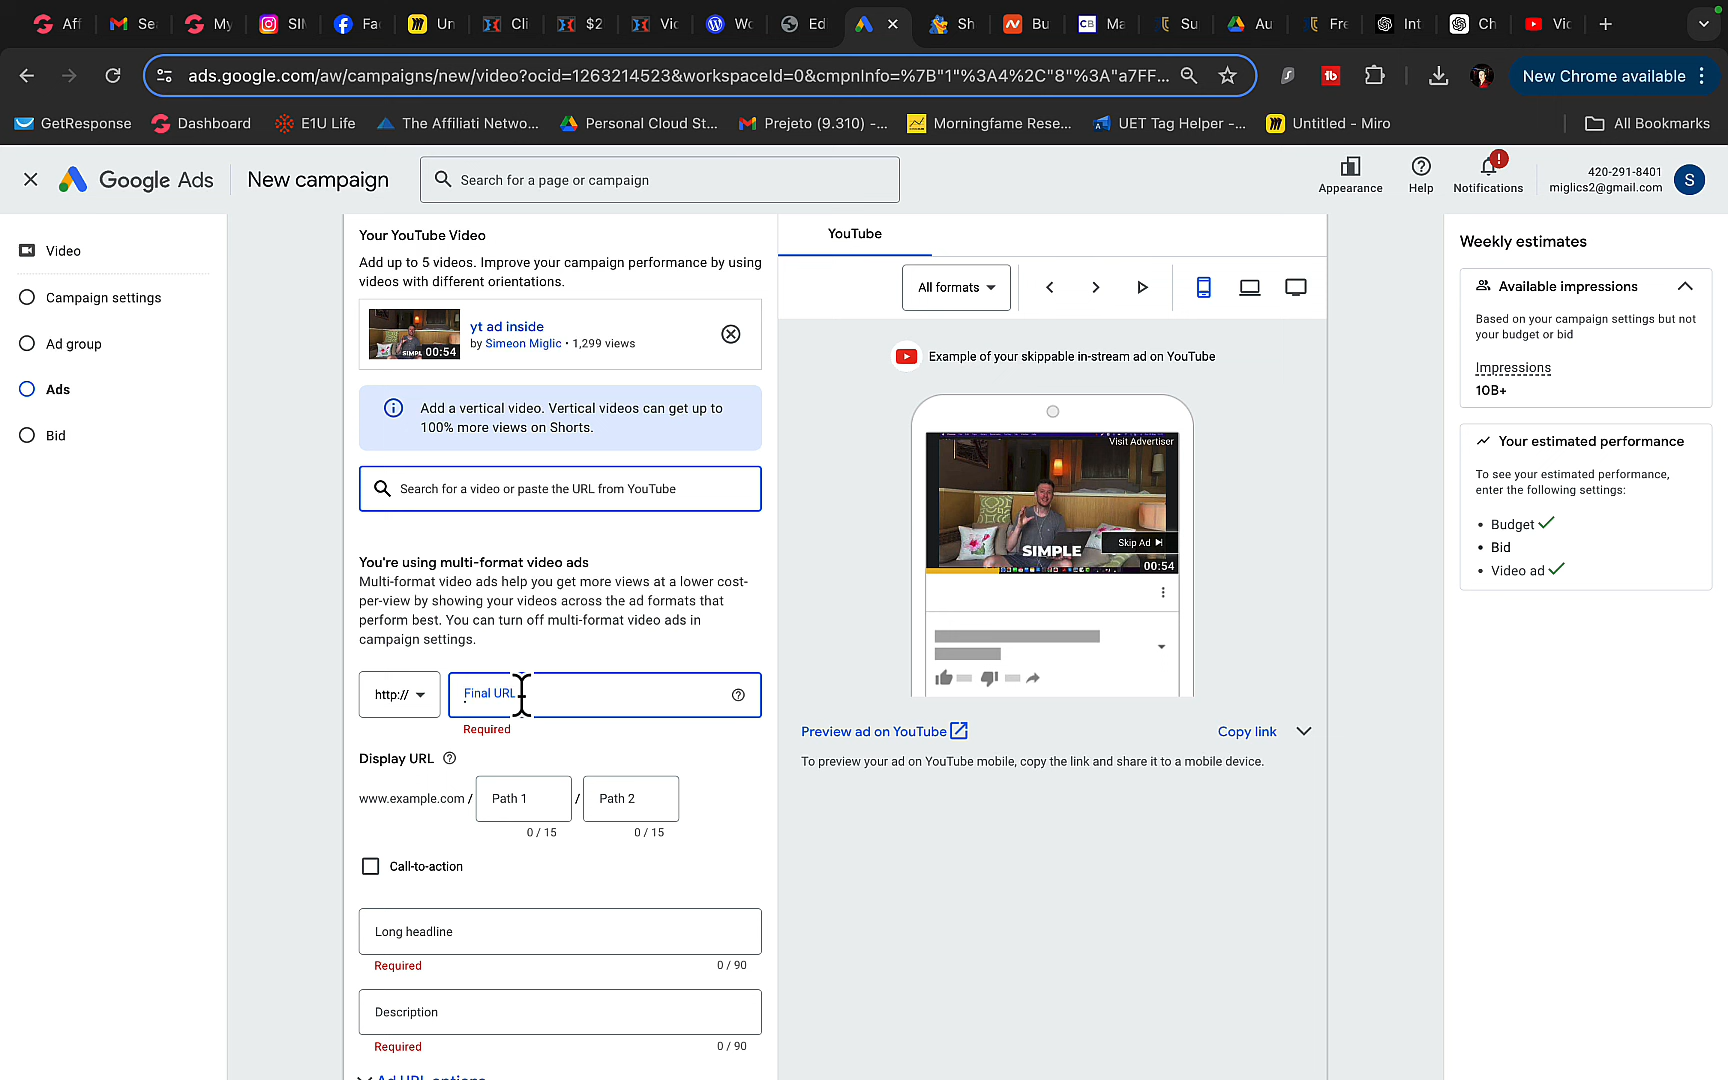 Aff
Se
My
SIM
Fa
Un
Cli
$2
Vic
Wo
Ed
Sh
Bu
CB
Ma
Su
Au
Fre
Int
Ch
Vic
ads.google.com/aw/campaigns/new/video?ocid=1263214523&workspaceId=0&cmpnInfo=%7B"1"%3A4%2C"8"%3A"a7FF...
New Chrome available
GetResponse
Dashboard
E1U Life
The Affiliati Netwo...
Personal Cloud St...
Prejeto (9.310) -...
Morningfame Rese...
UET Tag Helper -...
Untitled - Miro
All Bookmarks
Google Ads
New campaign
Search for a page or campaign
Appearance
Help
Notifications
420-291-8401
miglics2@gmail.com
S
Video
Campaign settings
Ad group
Ads
Bid
Your YouTube Video
Add up to 5 videos. Improve your campaign performance by using
videos with different orientations.
SIMPL 00:54
yt ad inside
by Simeon Miglic • 1,299 views
Add a vertical video. Vertical videos can get up to
100% more views on Shorts.
Search for a video or paste the URL from YouTube
You're using multi-format video ads
Multi-format video ads help you get more views at a lower cost-
per-view by showing your videos across the ad formats that
perform best. You can turn off multi-format video ads in
campaign settings.
http://
Final URL
Required
Display URL
www.example.com / Path 1 / Path 2
0 / 15
0 / 15
Call-to-action
Long headline
Required
0 / 90
Description
Required
0 / 90
Ad URL options
YouTube
All formats
Example of your skippable in-stream ad on YouTube
Visit Advertiser
SIMPLE
Skip Ad
00:54
Preview ad on YouTube
Copy link
To preview your ad on YouTube mobile, copy the link and share it to a mobile device.
Weekly estimates
Available impressions
Based on your campaign settings but not
your budget or bid
Impressions
10B+
Your estimated performance
To see your estimated performance,
enter the following settings:
• Budget
• Bid
• Video ad